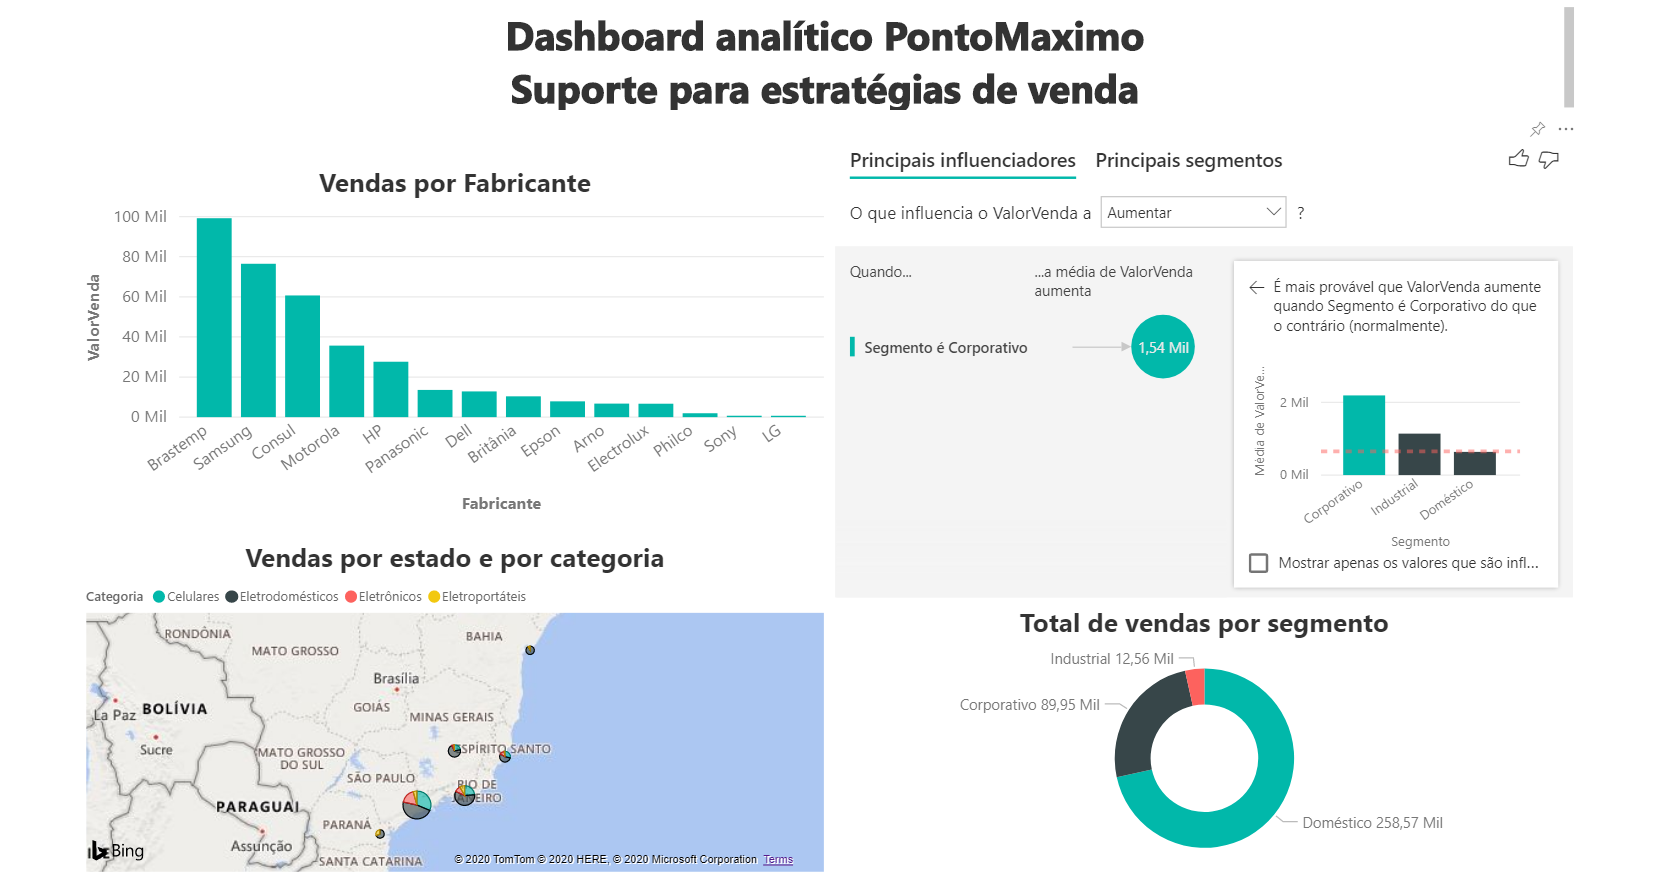 Dashboard analítico PontoMaximo
Suporte para estratégias de venda
Vendas por Fabricante
100 Mil
80 Mil
60 Mil
40 Mil
20 Mil
0 Mil
ValorVenda
Brastemp
Samsung
Consul
Motorola
HP
Panasonic
Dell
Britânia
Epson
Arno
Electrolux
Philco
Sony
LG
Fabricante
Principais influenciadores
Principais segmentos
O que influencia o ValorVenda a
Aumentar
?
Quando...
...a média de ValorVenda
aumenta
Segmento é Corporativo
1,54 Mil
É mais provável que ValorVenda aumente
quando Segmento é Corporativo do que
o contrário (normalmente).
Média de ValorVe...
2 Mil
0 Mil
Corporativo
Industrial
Doméstico
Segmento
Mostrar apenas os valores que são infl...
Vendas por estado e por categoria
Categoria
Celulares
Eletrodomésticos
Eletrônicos
Eletroportáteis
RONDÔNIA
MATO GROSSO
BAHIA
Brasília
GOIÁS
La Paz
BOLÍVIA
MINAS GERAIS
Sucre
MATO GROSSO
DO SUL
ESPÍRITO SANTO
SÃO PAULO
RIO DE
JANEIRO
PARAGUAI
PARANÁ
Assunção
SANTA CATARINA
Bing
© 2020 TomTom © 2020 HERE, © 2020 Microsoft Corporation Terms
Total de vendas por segmento
Industrial 12,56 Mil
Corporativo 89,95 Mil
Doméstico 258,57 Mil